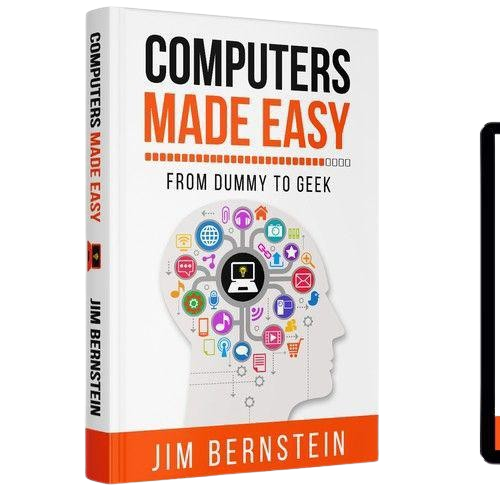 COMPUTERS MADE EASY
JIM BERNSTEIN
COMPUTERS
MADE EASY
FROM DUMMY TO GEEK
JIM BERNSTEIN